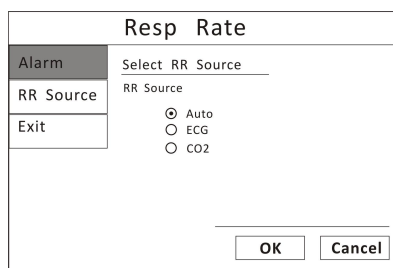 Resp Rate
Alarm
RR Source
Exit
Select RR Source
RR Source
Auto
ECG
CO2
OK
Cancel